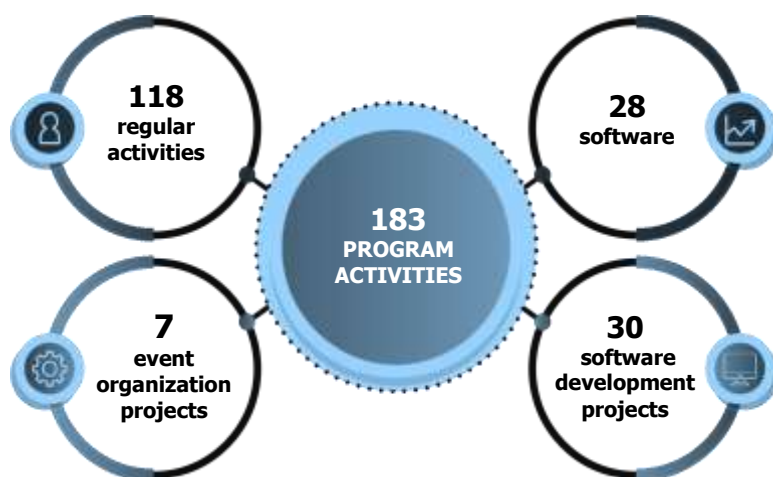 118
regular
activities
28
software
183
PROGRAM
ACTIVITIES
7
event
organization
projects
30
software
development
projects